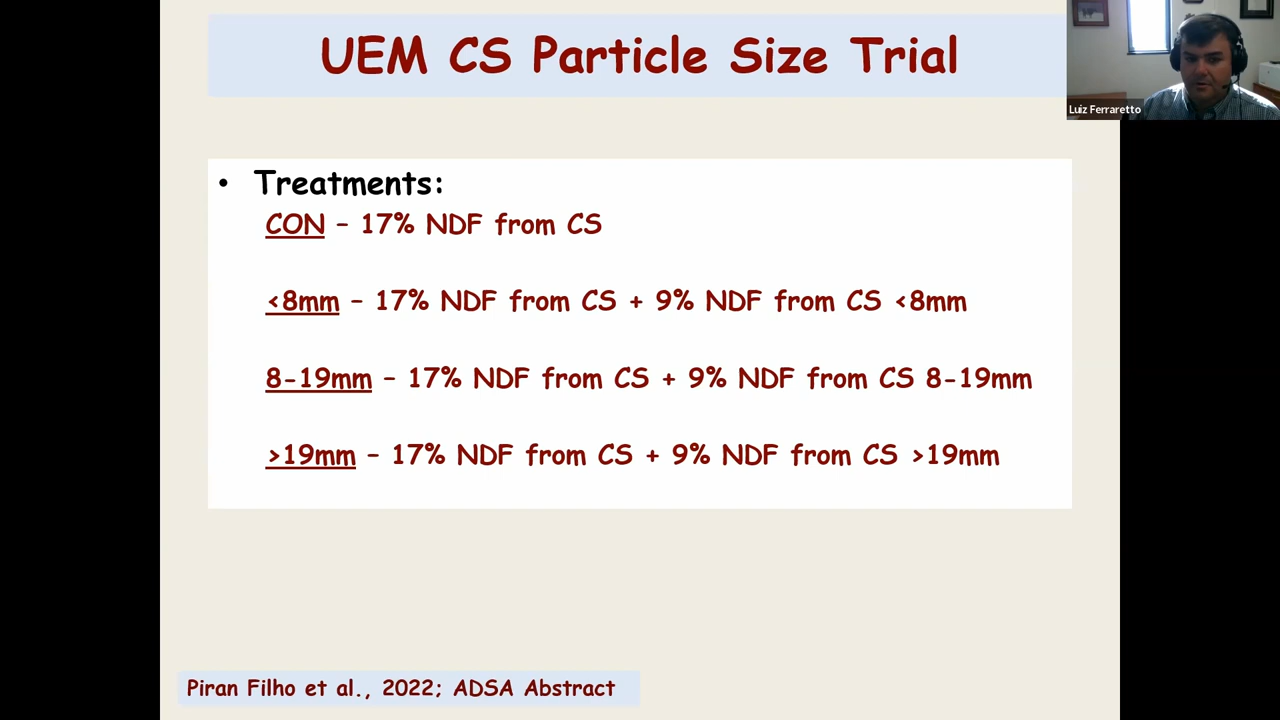 UEM CS Particle Size Trial
Luiz Ferraretto
• Treatments:
CON – 17% NDF from CS
<8mm – 17% NDF from CS + 9% NDF from CS <8mm
8-19mm – 17% NDF from CS + 9% NDF from CS 8-19mm
>19mm – 17% NDF from CS + 9% NDF from CS >19mm
Piran Filho et al., 2022; ADSA Abstract